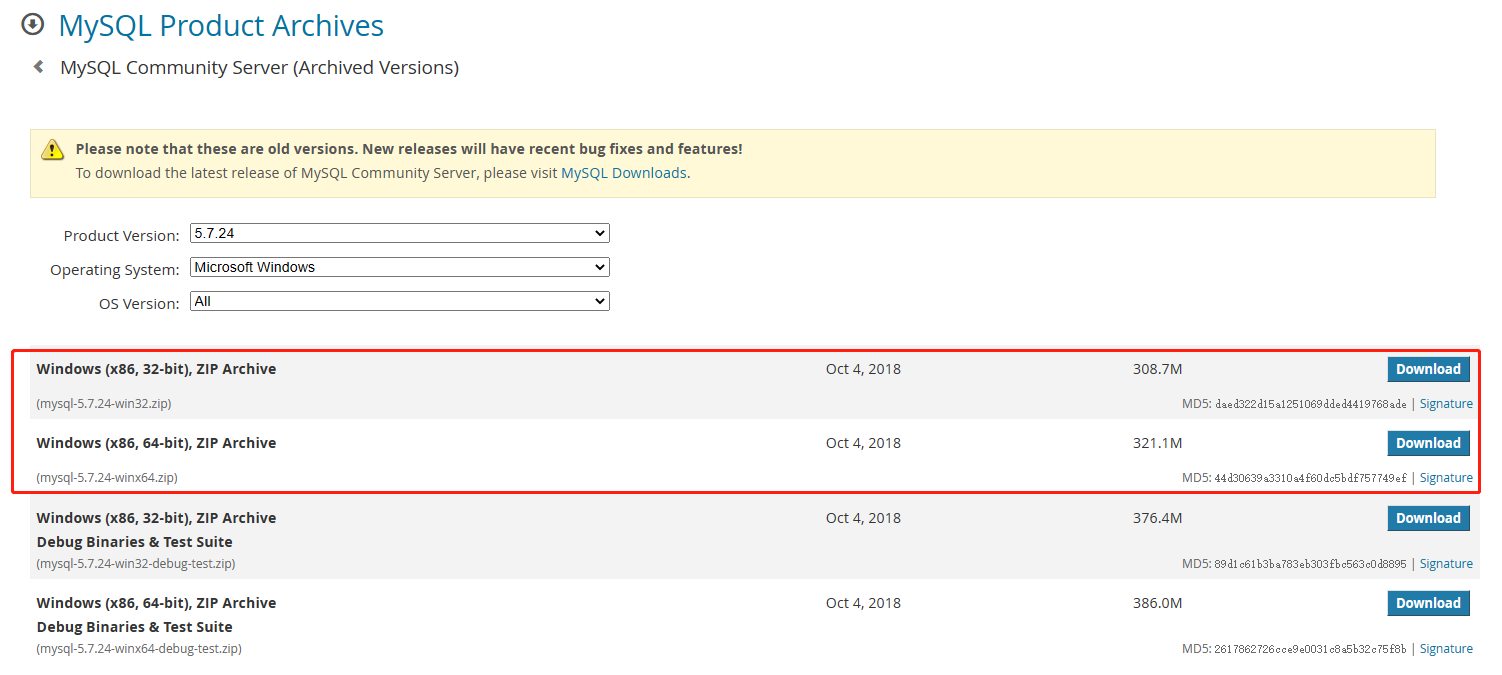 MySQL Product Archives
MySQL Community Server (Archived Versions)
Please note that these are old versions. New releases will have recent bug fixes and features!
To download the latest release of MySQL Community Server, please visit MySQL Downloads.
Product Version: 5.7.24
Operating System: Microsoft Windows
OS Version: All
Windows (x86, 32-bit), ZIP Archive Oct 4, 2018 308.7M Download
(mysql-5.7.24-win32.zip) MD5: daed322d15a1251069dded4419768ade | Signature
Windows (x86, 64-bit), ZIP Archive Oct 4, 2018 321.1M Download
(mysql-5.7.24-winx64.zip) MD5: 44d30639a3310a4f60dc5bdf757749ef | Signature
Windows (x86, 32-bit), ZIP Archive Oct 4, 2018 376.4M Download
Debug Binaries & Test Suite
(mysql-5.7.24-win32-debug-test.zip) MD5: 89d1c61b3ba783eb303fbc563c0d8895 | Signature
Windows (x86, 64-bit), ZIP Archive Oct 4, 2018 386.0M Download
Debug Binaries & Test Suite
(mysql-5.7.24-winx64-debug-test.zip) MD5: 2617862726cce9e0031c8a5b32c75f8b | Signature